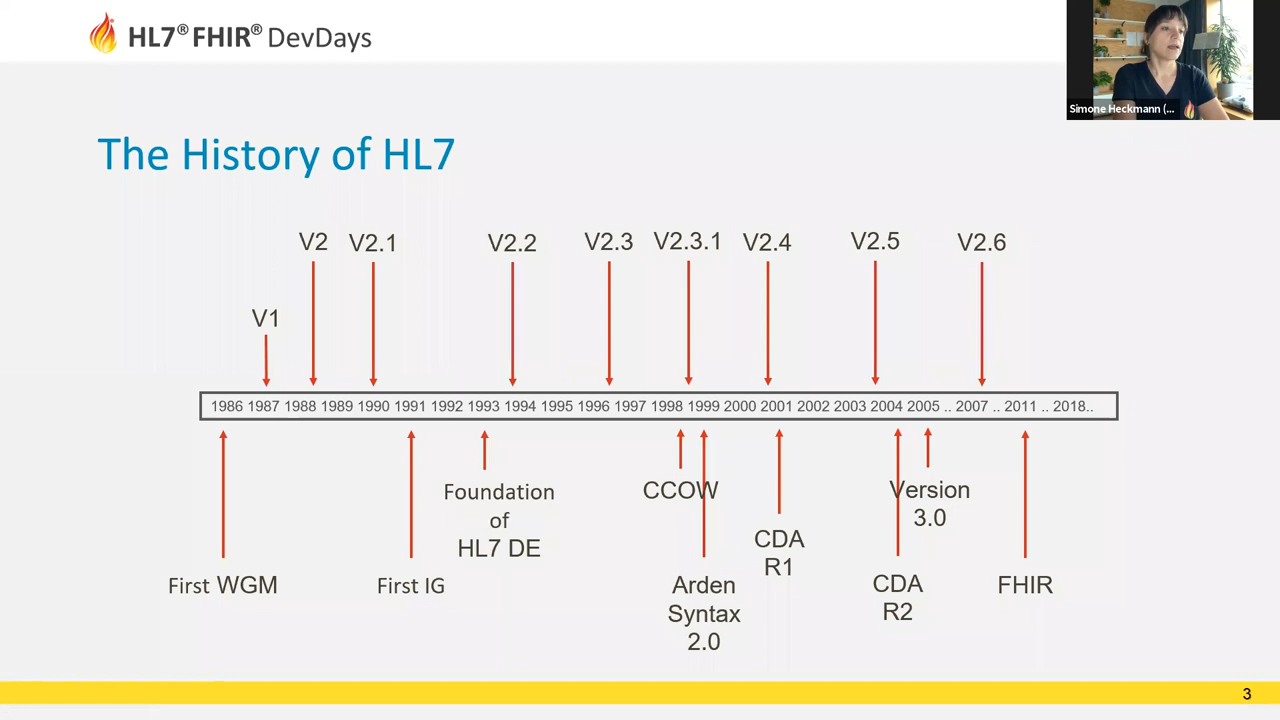 HL7® FHIR® DevDays
Simone Heckmann (...
The History of HL7
V2 V2.1 V2.2 V2.3 V2.3.1 V2.4 V2.5 V2.6
V1
1986 1987 1988 1989 1990 1991 1992 1993 1994 1995 1996 1997 1998 1999 2000 2001 2002 2003 2004 2005 .. 2007 .. 2011 .. 2018..
Foundation
of
HL7 DE
CCOW
Version
3.0
CDA
R1
First WGM
First IG
Arden
Syntax
2.0
CDA
R2
FHIR
3